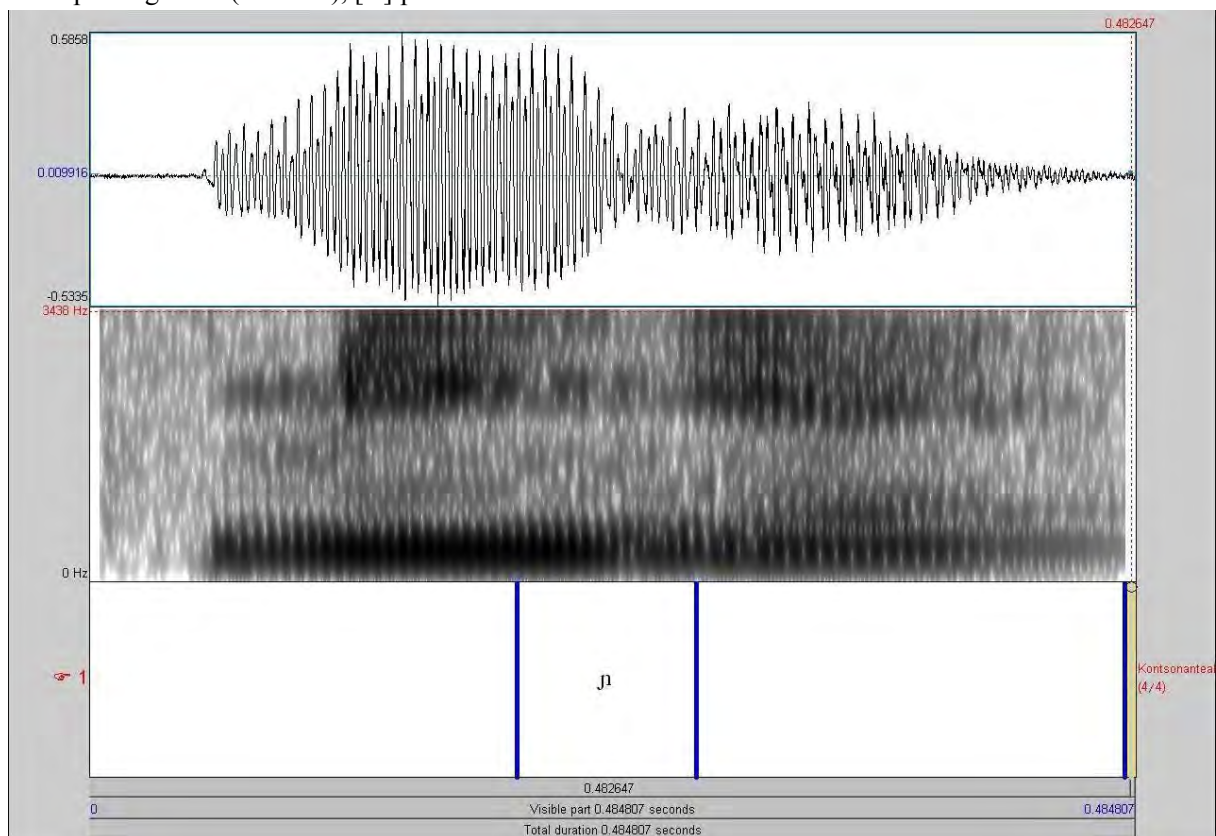 0.482647
0.5858
0.009916
-0.5335
3438 Hz
0 Hz
1
ɲ
Kontsonanteak
(4/4)
0.482647
0
Visible part 0.484807 seconds
0.484807
Total duration 0.484807 seconds